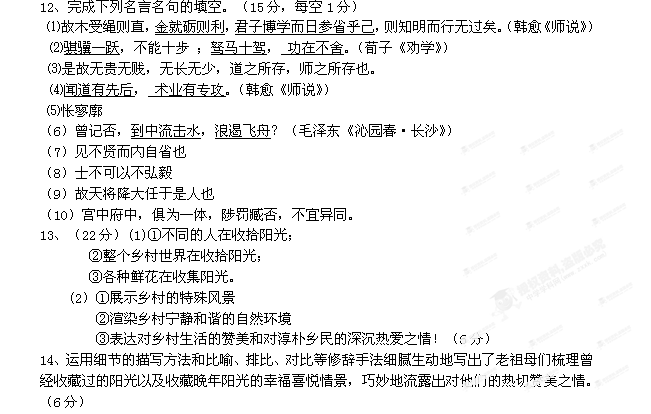 12、完成下列名言名句的填空。（15分，每空1分）
⑴故木受绳则直，金就砺则利，君子博学而日参省乎己，则知明而行无过矣。（韩愈《师说》）
⑵骐骥一跃，不能十步 ；驽马十驾， 功在不舍。（荀子《劝学》）
⑶是故无贵无贱，无长无少，道之所存，师之所存也。
⑷闻道有先后， 术业有专攻。（韩愈《师说》）
⑸怅寥廓
（6）曾记否，到中流击水，浪遏飞舟？（毛泽东《沁园春·长沙》）
（7）见不贤而内自省也
（8）士不可以不弘毅
（9）故天将降大任于是人也
（10）宫中府中，俱为一体，陟罚臧否，不宜异同。
13、（22分）(1)①不同的人在收拾阳光；
②整个乡村世界在收拾阳光；
③各种鲜花在收集阳光。
(2）①展示乡村的特殊风景
②渲染乡村宁静和谐的自然环境
③表达对乡村生活的赞美和对淳朴乡民的深沉热爱之情！（6分）
14、运用细节的描写方法和比喻、排比、对比等修辞手法细腻生动地写出了老祖母们梳理曾
经收藏过的阳光以及收藏晚年阳光的幸福喜悦情景，巧妙地流露出对他们的热切赞美之情。
（6分）